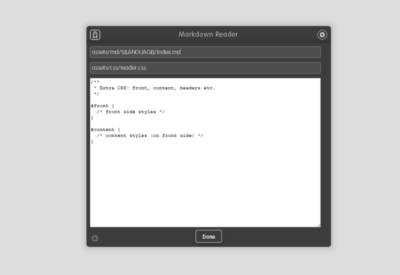 Markdown Reader
assets/md/$LANGUAGE/index.md
assets/css/reader.css
/**
 * Extra CSS: front, content, headers etc.
 */
#front {
  /* front side styles */
}
#content {
  /* content styles (on front side) */
}
Done